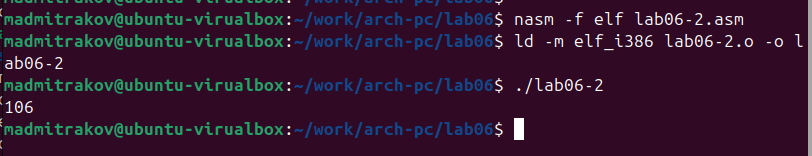 madmitrakov@ubuntu-virualbox:~/work/arch-pc/lab06$ nasm -f elf lab06-2.asm
madmitrakov@ubuntu-virualbox:~/work/arch-pc/lab06$ ld -m elf_i386 lab06-2.o -o l
ab06-2
madmitrakov@ubuntu-virualbox:~/work/arch-pc/lab06$ ./lab06-2
106
madmitrakov@ubuntu-virualbox:~/work/arch-pc/lab06$